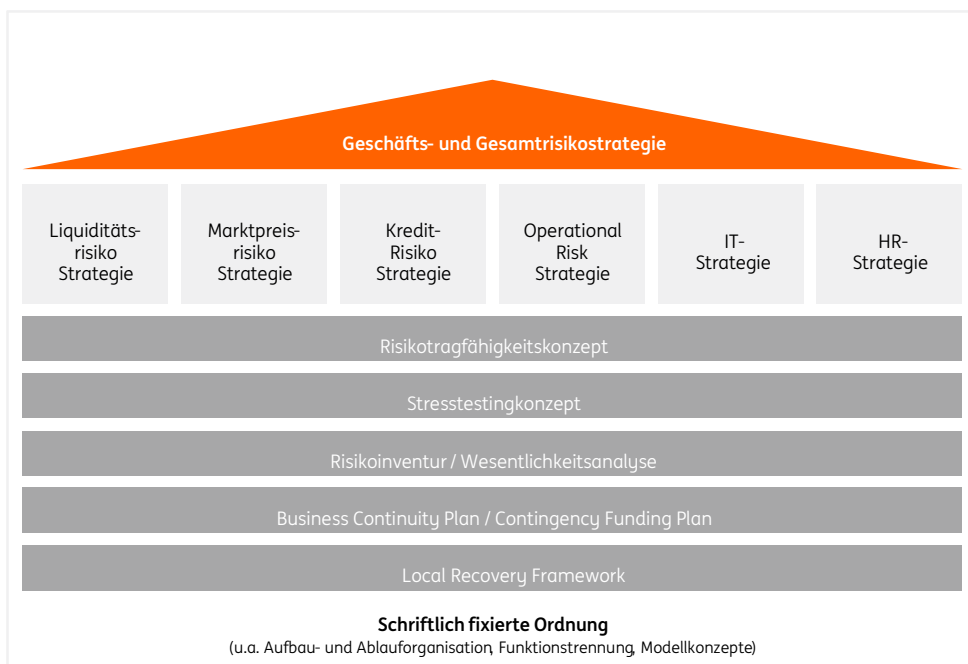 Geschäfts- und Gesamtrisikostrategie
Liquiditäts-
risiko
Strategie
Marktpreis-
risiko
Strategie
Kredit-
Risiko
Strategie
Operational
Risk
Strategie
IT-
Strategie
HR-
Strategie
Risikotragfähigkeitskonzept
Stresstestingkonzept
Risikoinventur / Wesentlichkeitsanalyse
Business Continuity Plan / Contingency Funding Plan
Local Recovery Framework
Schriftlich fixierte Ordnung
(u.a. Aufbau- und Ablauforganisation, Funktionstrennung, Modellkonzepte)